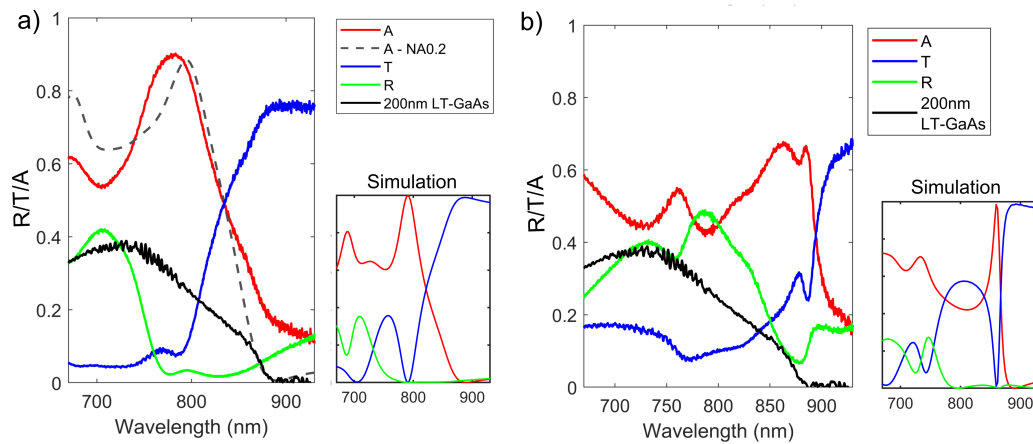 a)
R/T/A
1
0.8
0.6
0.4
0.2
0
700
800
900
Wavelength (nm)
A
A - NA0.2
T
R
200nm LT-GaAs
Simulation
700
800
900
b)
R/T/A
1
0.8
0.6
0.4
0.2
0
700
750
800
850
900
Wavelength (nm)
A
T
R
200nm
LT-GaAs
Simulation
700
800
900